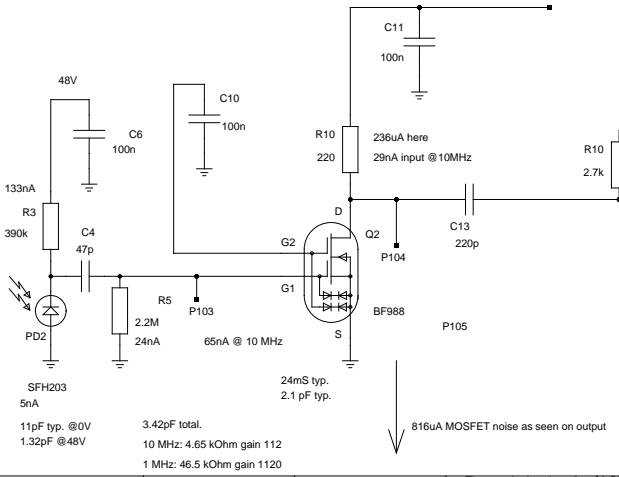 C11
100n
48V
C10
100n
C6
100n
R10
220
236uA here
29nA input @10MHz
R10
2.7k
133nA
R3
390k
C4
47p
D
G2
Q2
C13
220p
P104
G1
R5
P103
BF988
P105
2.2M
24nA
65nA @ 10 MHz
S
PD2
SFH203
5nA
24mS typ.
2.1 pF typ.
11pF typ. @0V
1.32pF @48V
3.42pF total.
10 MHz: 4.65 kOhm gain 112
1 MHz: 46.5 kOhm gain 1120
816uA MOSFET noise as seen on output